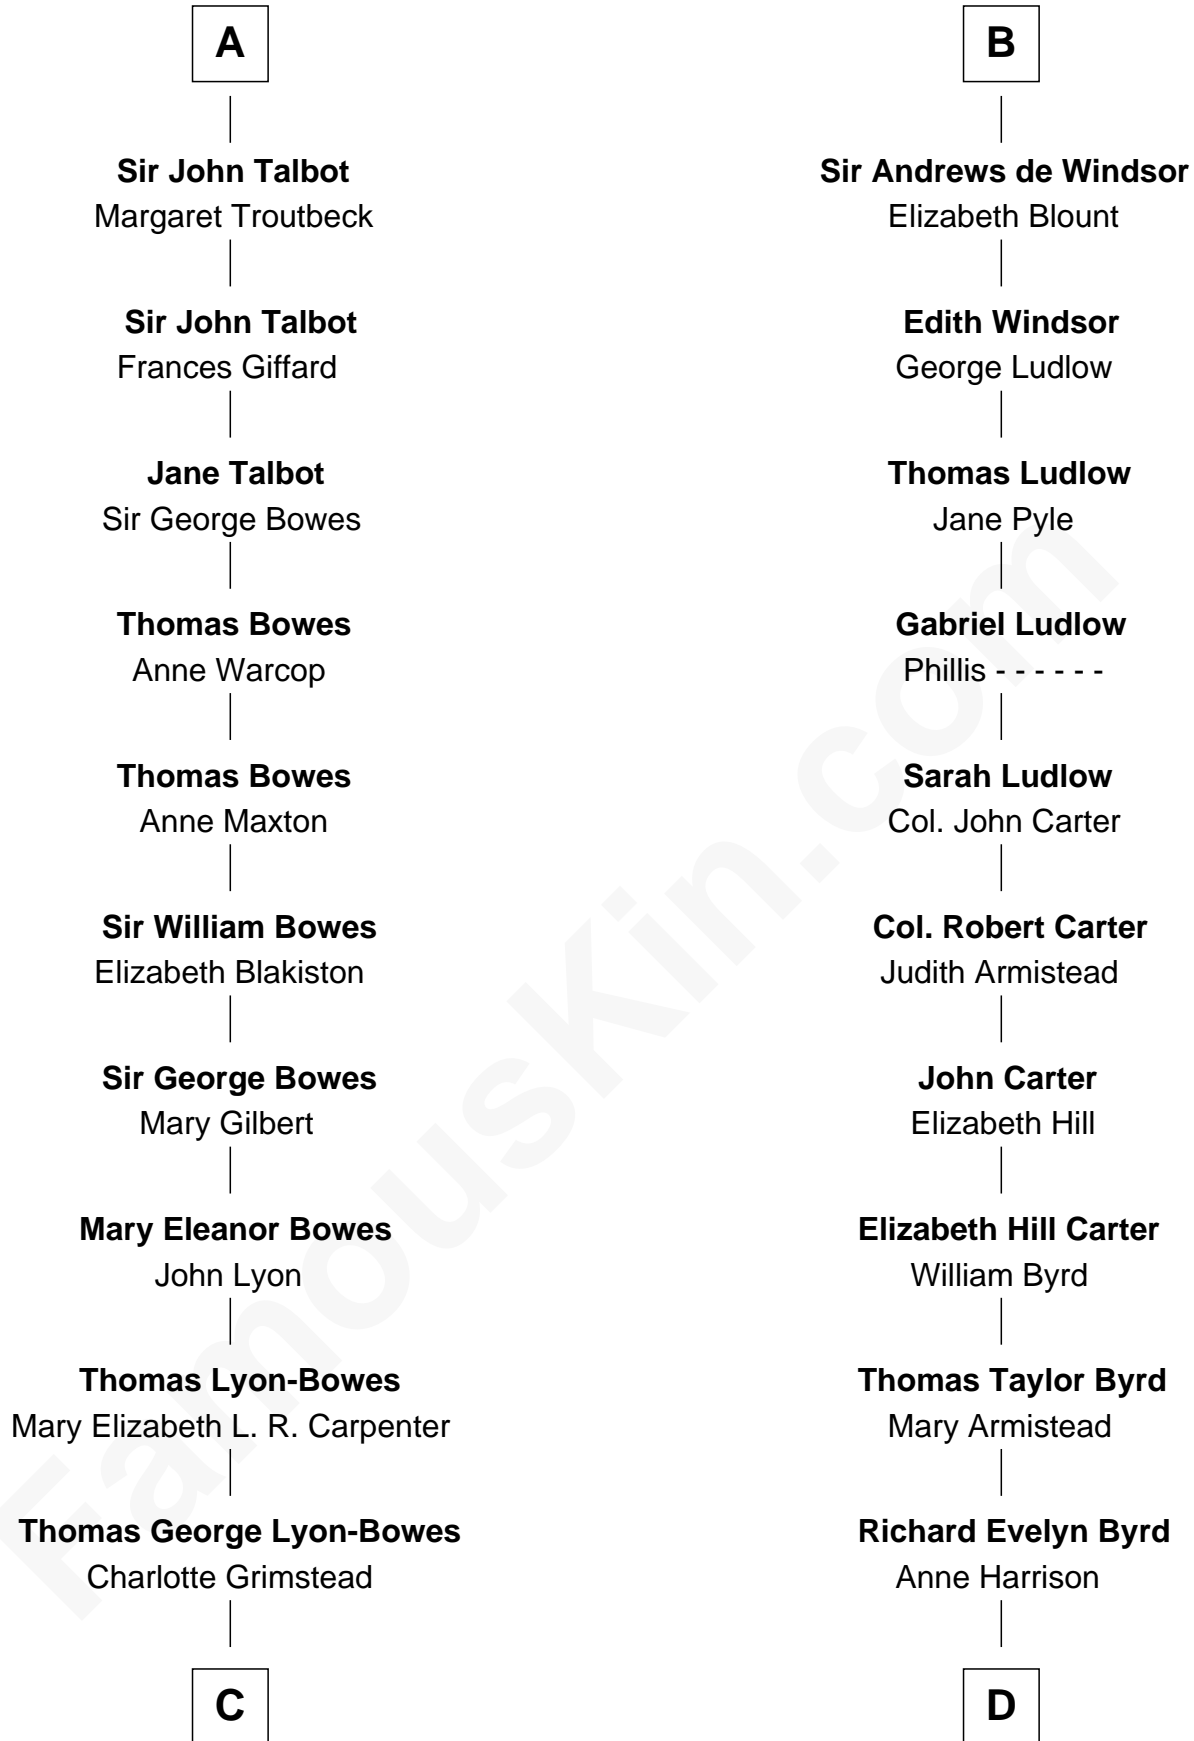 A
Sir John Talbot
Margaret Troutbeck
Sir John Talbot
Frances Giffard
Jane Talbot
Sir George Bowes
Thomas Bowes
Anne Warcop
Thomas Bowes
Anne Maxton
Sir William Bowes
Elizabeth Blakiston
Sir George Bowes
Mary Gilbert
Mary Eleanor Bowes
John Lyon
Thomas Lyon-Bowes
Mary Elizabeth L. R. Carpenter
Thomas George Lyon-Bowes
Charlotte Grimstead
C
B
Sir Andrews de Windsor
Elizabeth Blount
Edith Windsor
George Ludlow
Thomas Ludlow
Jane Pyle
Gabriel Ludlow
Phillis - - - - - -
Sarah Ludlow
Col. John Carter
Col. Robert Carter
Judith Armistead
John Carter
Elizabeth Hill
Elizabeth Hill Carter
William Byrd
Thomas Taylor Byrd
Mary Armistead
Richard Evelyn Byrd
Anne Harrison
D
FamousKin.com